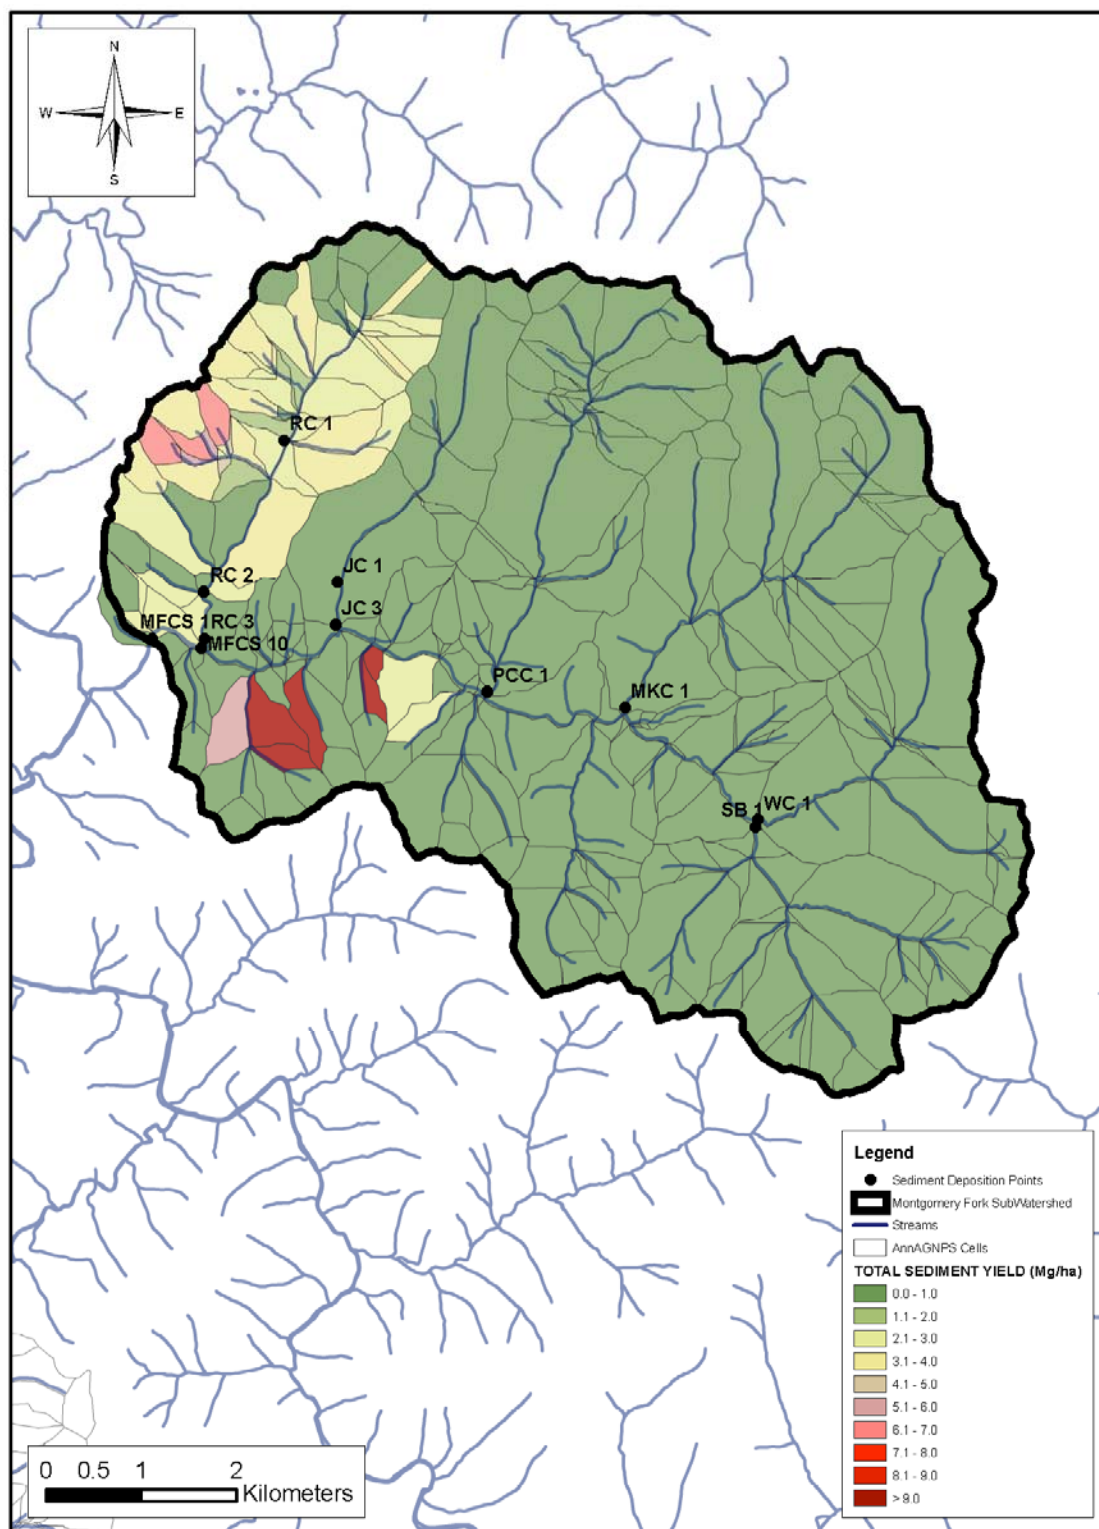 N
W E
S
RC 1
JC 1
RC 2
JC 3
MFCS 1 RC 3
MFCS 10
PCC 1
MKC 1
SB 1 WC 1
Legend
Sediment Deposition Points
Montgomery Fork SubWatershed
Streams
AnnAGNPS Cells
TOTAL SEDIMENT YIELD (Mg/ha)
0.0 - 1.0
1.1 - 2.0
2.1 - 3.0
3.1 - 4.0
4.1 - 5.0
5.1 - 6.0
6.1 - 7.0
7.1 - 8.0
8.1 - 9.0
> 9.0
0 0.5 1 2
Kilometers